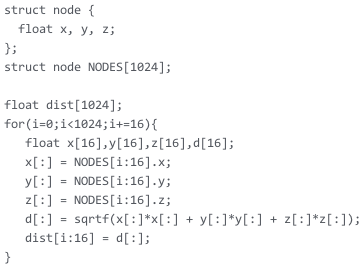 struct node {
  float x, y, z;
};
struct node NODES[1024];

float dist[1024];
for(i=0;i<1024;i+=16){
   float x[16],y[16],z[16],d[16];
   x[:] = NODES[i:16].x;
   y[:] = NODES[i:16].y;
   z[:] = NODES[i:16].z;
   d[:] = sqrtf(x[:]*x[:] + y[:]*y[:] + z[:]*z[:]);
   dist[i:16] = d[:];
}